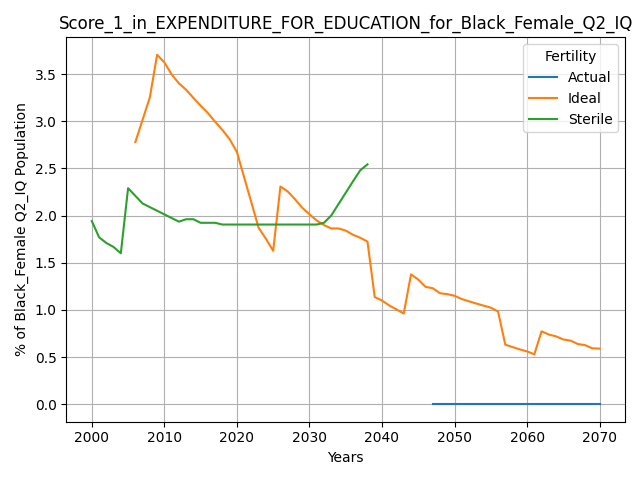 Score_1_in_EXPENDITURE_FOR_EDUCATION_for_Black_Female_Q2_IQ
Fertility
Actual
Ideal
Sterile
% of Black_Female Q2_IQ Population
3.5
3.0
2.5
2.0
1.5
1.0
0.5
0.0
2000 2010 2020 2030 2040 2050 2060 2070
Years